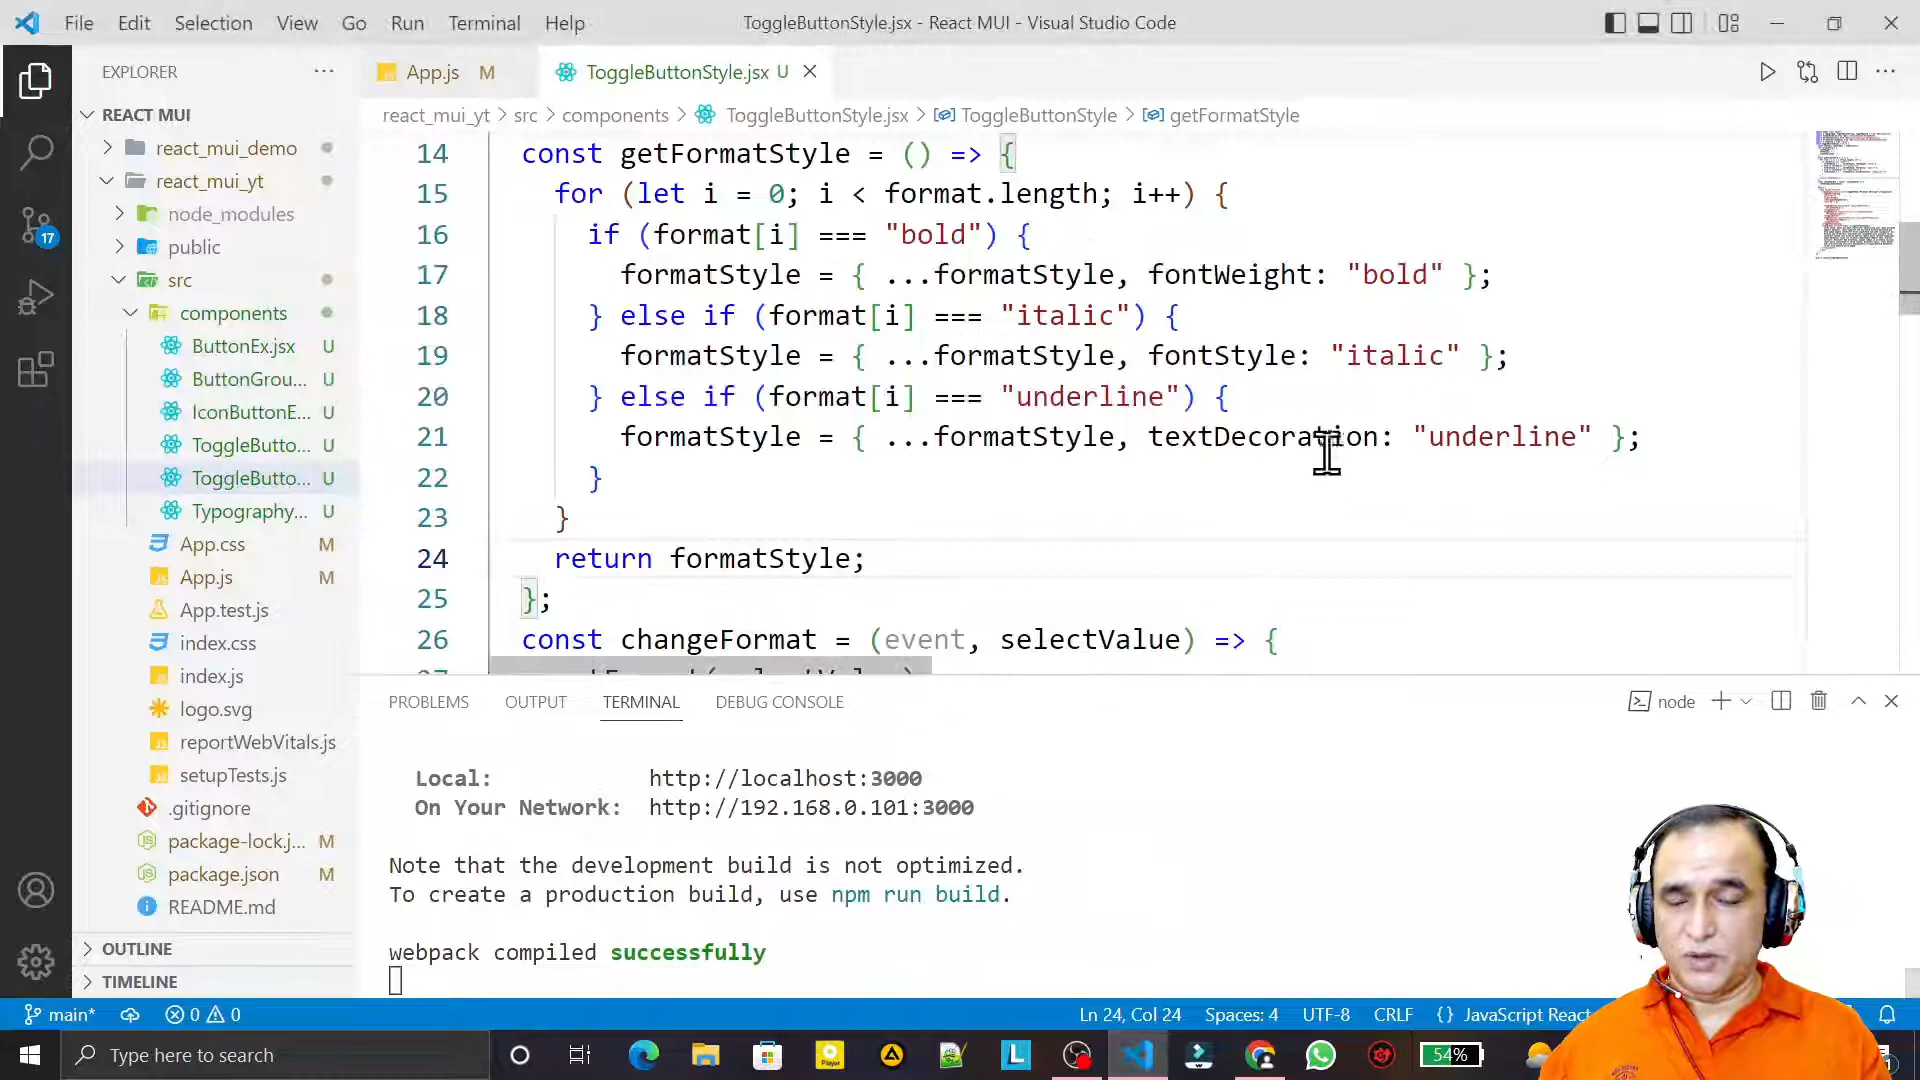 File Edit Selection View Go Run Terminal Help
ToggleButtonStyle.jsx - React MUI - Visual Studio Code
EXPLORER
REACT MUI
react_mui_demo
react_mui_yt
node_modules
public
src
components
ButtonEx.jsx U
ButtonGrou... U
IconButtonE... U
ToggleButto... U
ToggleButto... U
Typography... U
App.css M
App.js M
App.test.js
index.css
index.js
logo.svg
reportWebVitals.js
setupTests.js
.gitignore
package-lock.j... M
package.json M
README.md
OUTLINE
TIMELINE
17
App.js M
ToggleButtonStyle.jsx U
react_mui_yt > src > components > ToggleButtonStyle.jsx > ToggleButtonStyle > getFormatStyle
14 const getFormatStyle = () => {
15 for (let i = 0; i < format.length; i++) {
16 if (format[i] === "bold") {
17 formatStyle = { ...formatStyle, fontWeight: "bold" };
18 } else if (format[i] === "italic") {
19 formatStyle = { ...formatStyle, fontStyle: "italic" };
20 } else if (format[i] === "underline") {
21 formatStyle = { ...formatStyle, textDecoration: "underline" };
22 }
23 }
24 return formatStyle;
25 };
26 const changeFormat = (event, selectValue) => {
PROBLEMS OUTPUT TERMINAL DEBUG CONSOLE
node
Local: http://localhost:3000
On Your Network: http://192.168.0.101:3000
Note that the development build is not optimized.
To create a production build, use npm run build.
webpack compiled successfully
main* 0 0
Ln 24, Col 24 Spaces: 4 UTF-8 CRLF {} JavaScript React
Type here to search
Player
L
54%